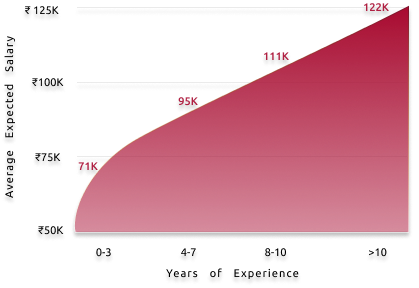 ₹ 125K
122K
111K
₹100K
95K
₹75K
71K
₹50K
0-3
4-7
8-10
>10
Years of Experience
Average Expected Salary